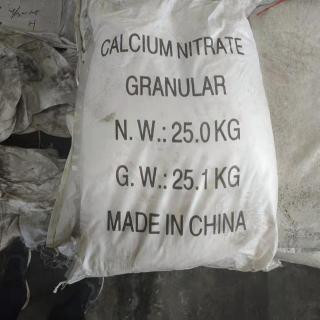 CALCIUM NITRATE
GRANULAR
N. W.: 25.0 KG
G. W.: 25.1 KG
MADE IN CHINA